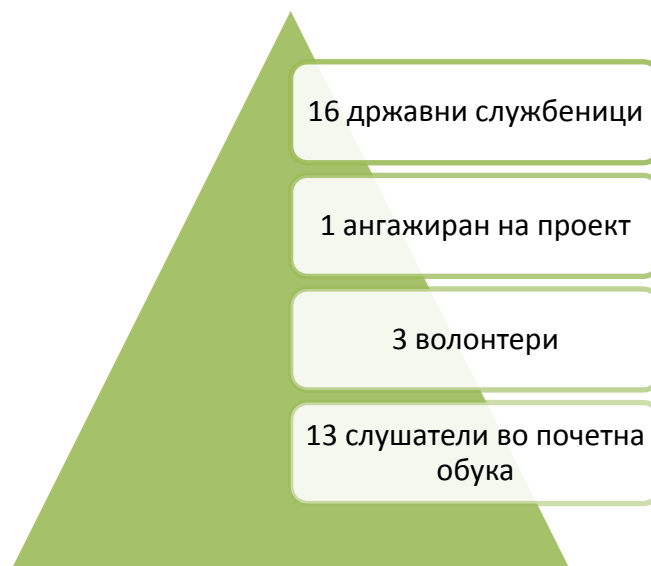 16 државни службеници
1 ангажиран на проект
3 волонтери
13 слушатели во почетна
обука